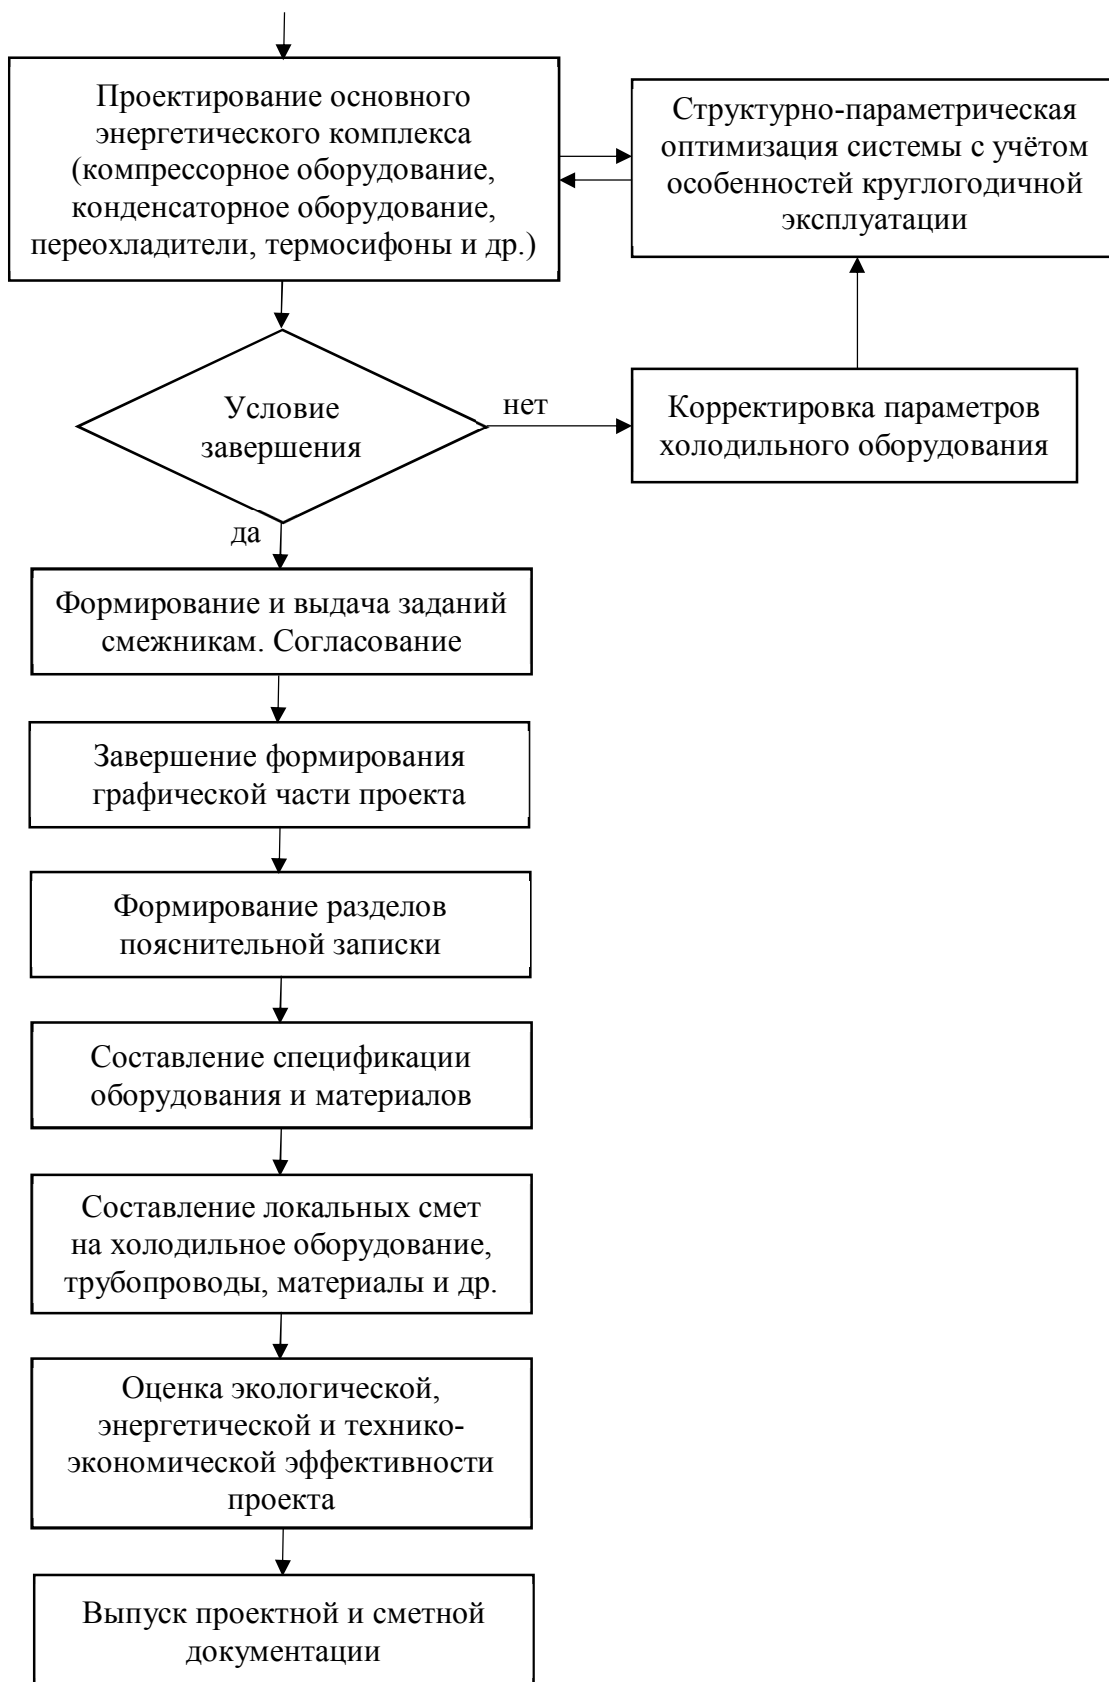 Проектирование основного
энергетического комплекса
(компрессорное оборудование,
конденсаторное оборудование,
переохладители, термосифоны и др.)
Структурно-параметрическая
оптимизация системы с учётом
особенностей круглогодичной
эксплуатации
Условие
завершения
нет
Корректировка параметров
холодильного оборудования
да
Формирование и выдача заданий
смежникам. Согласование
Завершение формирования
графической части проекта
Формирование разделов
пояснительной записки
Составление спецификации
оборудования и материалов
Составление локальных смет
на холодильное оборудование,
трубопроводы, материалы и др.
Оценка экологической,
энергетической и технико-
экономической эффективности
проекта
Выпуск проектной и сметной
документации